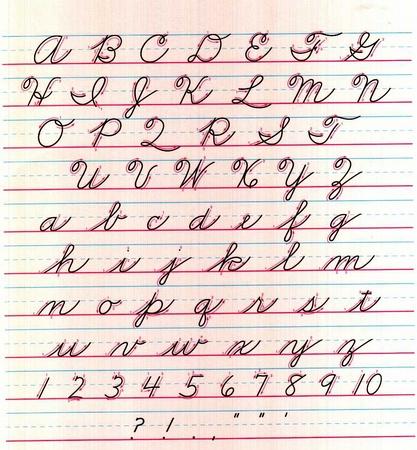 A B C D E F G
H I J K L M N
O P Q R S T
U V W X Y Z
a b c d e f g
h i j k l m
n o p q r s t
u v w x y z
1 2 3 4 5 6 7 8 9 10
? ! . , " " '